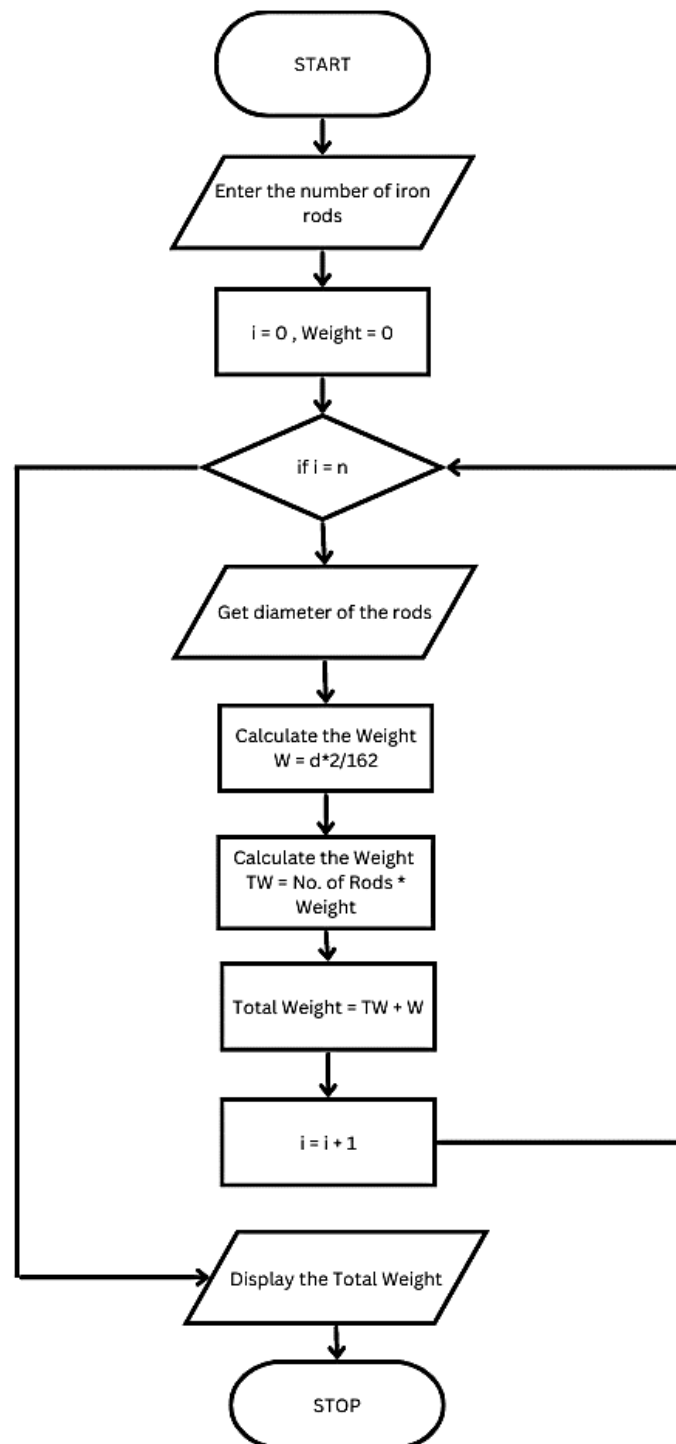 START
Enter the number of iron
rods
i = 0 , Weight = 0
if i = n
Get diameter of the rods
Calculate the Weight
W = d*2/162
Calculate the Weight
TW = No. of Rods *
Weight
Total Weight = TW + W
i = i + 1
Display the Total Weight
STOP